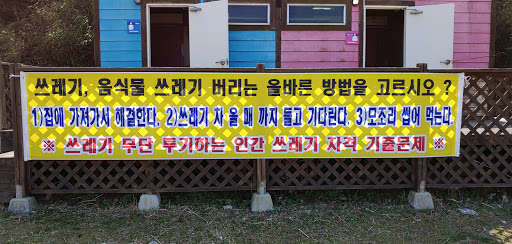 쓰레기, 음식물 쓰레기 버리는 올바른 방법을 고르시오 ?
1)집에 가져가서 해결한다. 2)쓰레기 차 올 때 까지 들고 기다린다. 3)모조리 씹어 먹는다.
※ 쓰레기 무단 투기하는 인간 쓰레기 자격 기출문제 ※